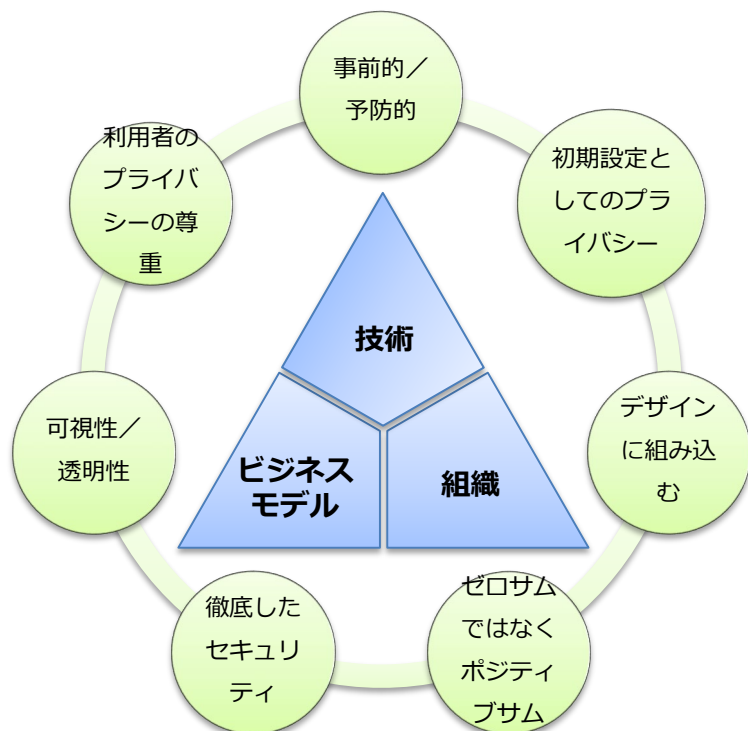 事前的／
予防的
初期設定と
してのプラ
イバシー
デザイン
に組み込
む
ゼロサム
ではなく
ポジティ
ブサム
徹底した
セキュリ
ティ
可視性／
透明性
利用者の
プライバ
シーの尊
重
技術
ビジネス
モデル
組織